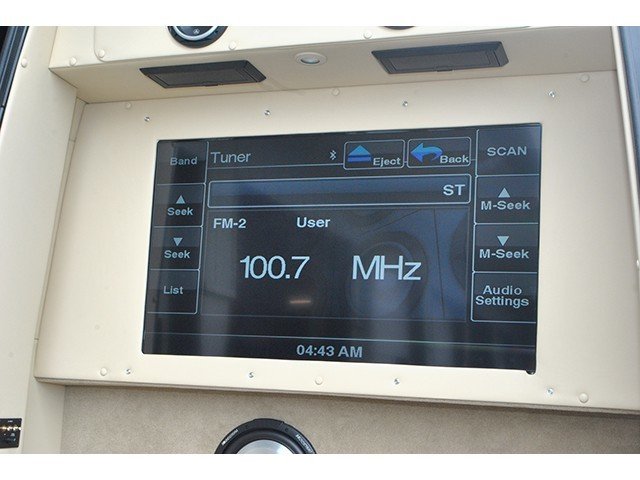 Band
Tuner
Eject
Back
SCAN
Seek
ST
M-Seek
FM-2 User
Seek
100.7 MHz
M-Seek
List
Audio
Settings
04:43 AM